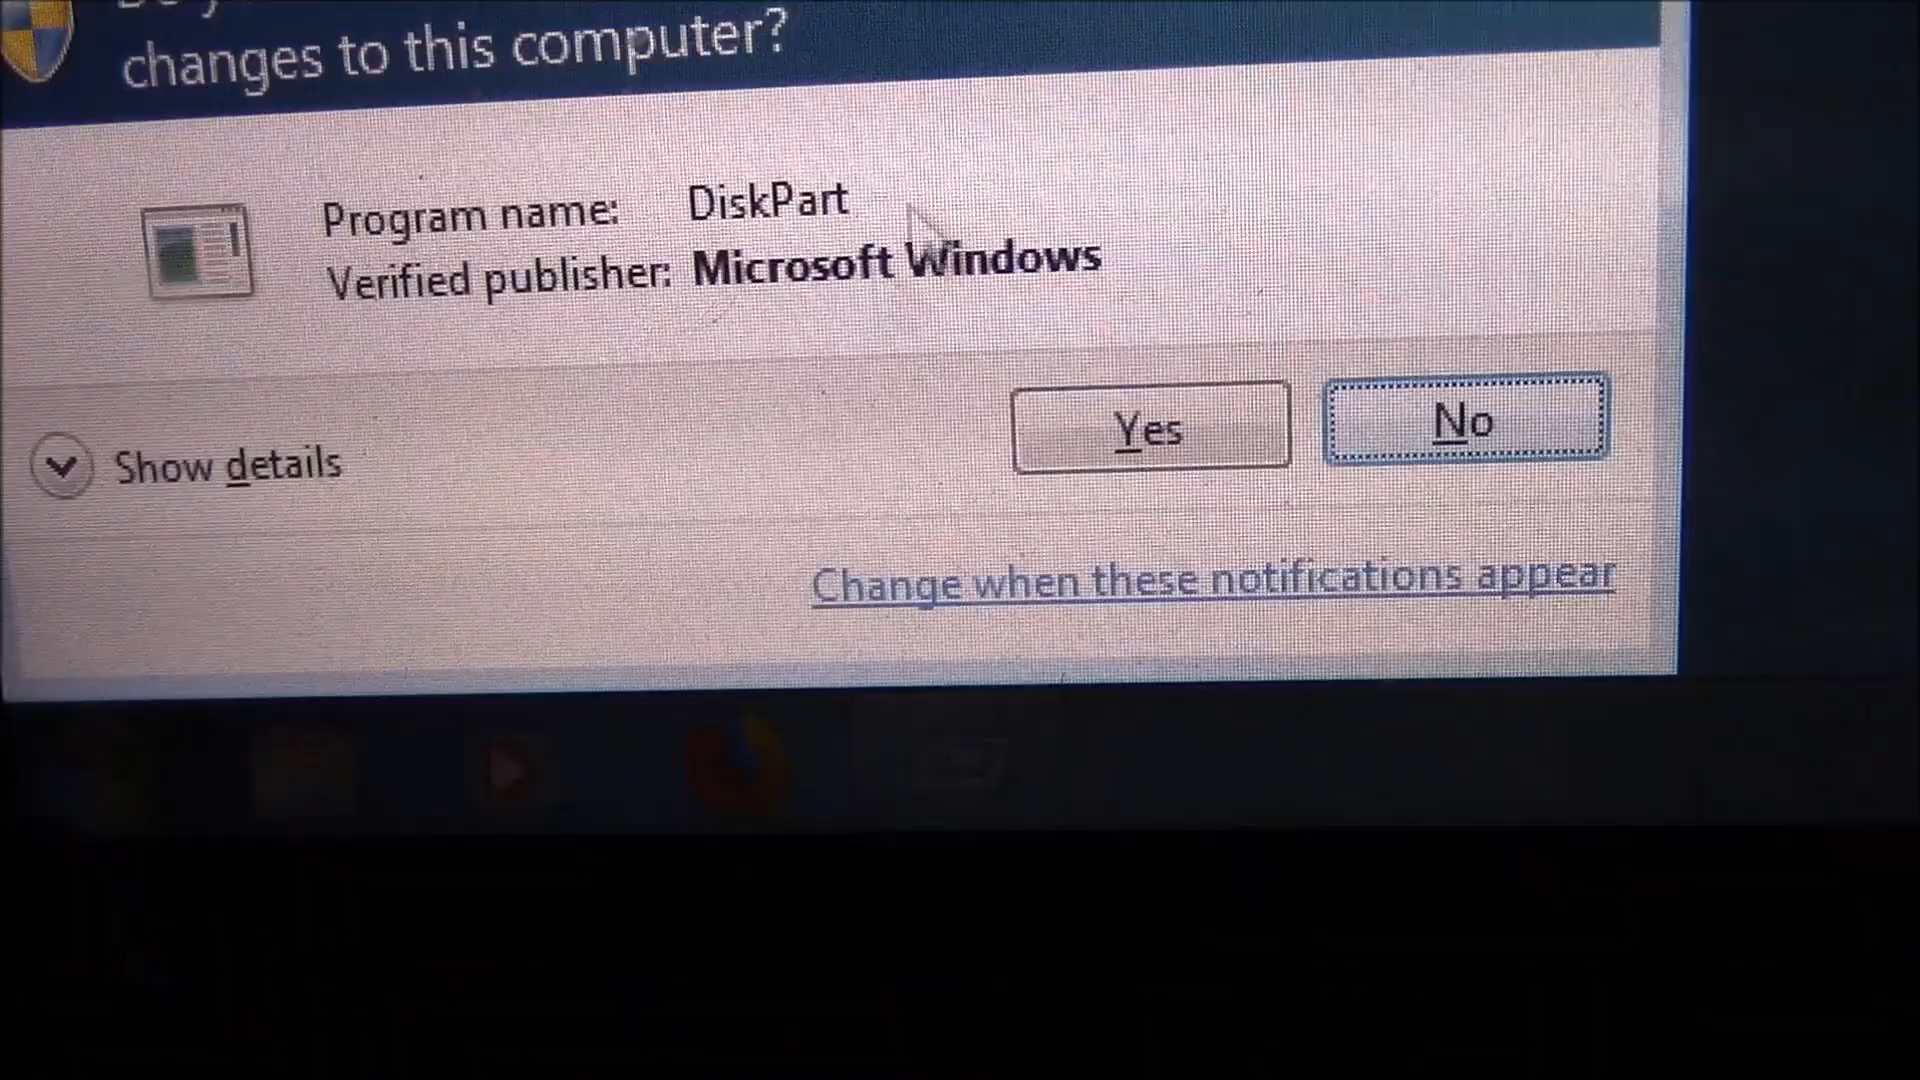 changes to this computer?
Program name: DiskPart
Verified publisher: Microsoft Windows
Yes
No
Show details
Change when these notifications appear